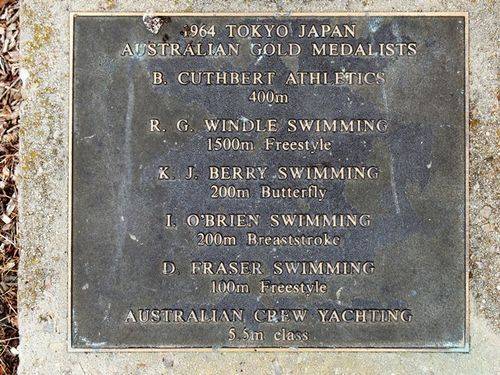 1964 TOKYO JAPAN
AUSTRALIAN GOLD MEDALISTS
B. CUTHBERT ATHLETICS
400m
R. G. WINDLE SWIMMING
1500m Freestyle
K. J. BERRY SWIMMING
200m Butterfly
I. O'BRIEN SWIMMING
200m Breaststroke
D. FRASER SWIMMING
100m Freestyle
AUSTRALIAN CREW YACHTING
5.5m class